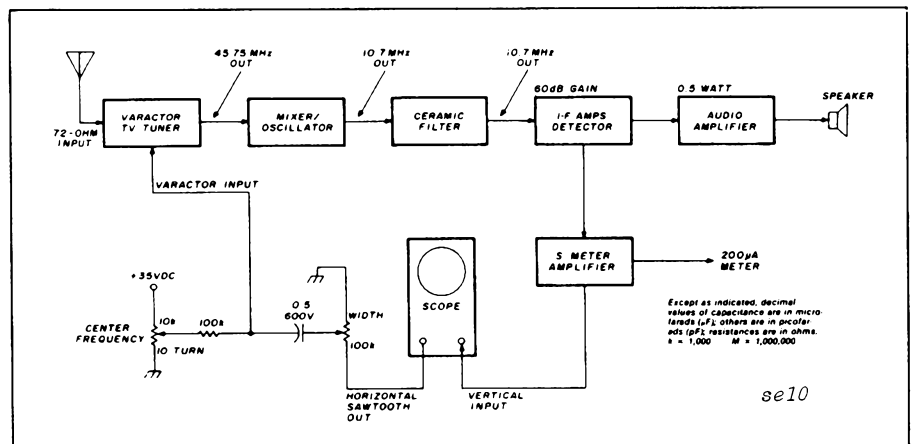 45.75 MHz
OUT
10.7 MHz
OUT
10.7 MHz
OUT
60dB GAIN
0.5 WATT
SPEAKER
VARACTOR
TV TUNER
MIXER/
OSCILLATOR
CERAMIC
FILTER
I-F AMPS
DETECTOR
AUDIO
AMPLIFIER
72-OHM
INPUT
VARACTOR INPUT
S METER
AMPLIFIER
200µA
METER
+35VDC
10k
CENTER
FREQUENCY
10 TURN
100k
0.5
600V
WIDTH
100k
SCOPE
HORIZONTAL
SAWTOOTH
OUT
VERTICAL
INPUT
Except as indicated, decimal
values of capacitance are in micro-
farads (µF); others are in picofar
ads (pF); resistances are in ohms.
k = 1,000 M = 1,000,000
se10